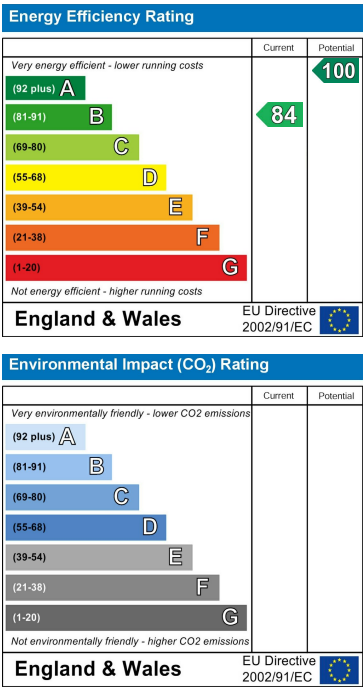 Energy Efficiency Rating
Current Potential
Very energy efficient - lower running costs
(92 plus) A
(81-91) B
(69-80) C
(55-68) D
(39-54) E
(21-38) F
(1-20) G
84
100
Not energy efficient - higher running costs
England & Wales
EU Directive
2002/91/EC
Environmental Impact (CO₂) Rating
Current Potential
Very environmentally friendly - lower CO2 emissions
(92 plus) A
(81-91) B
(69-80) C
(55-68) D
(39-54) E
(21-38) F
(1-20) G
Not environmentally friendly - higher CO2 emissions
England & Wales
EU Directive
2002/91/EC